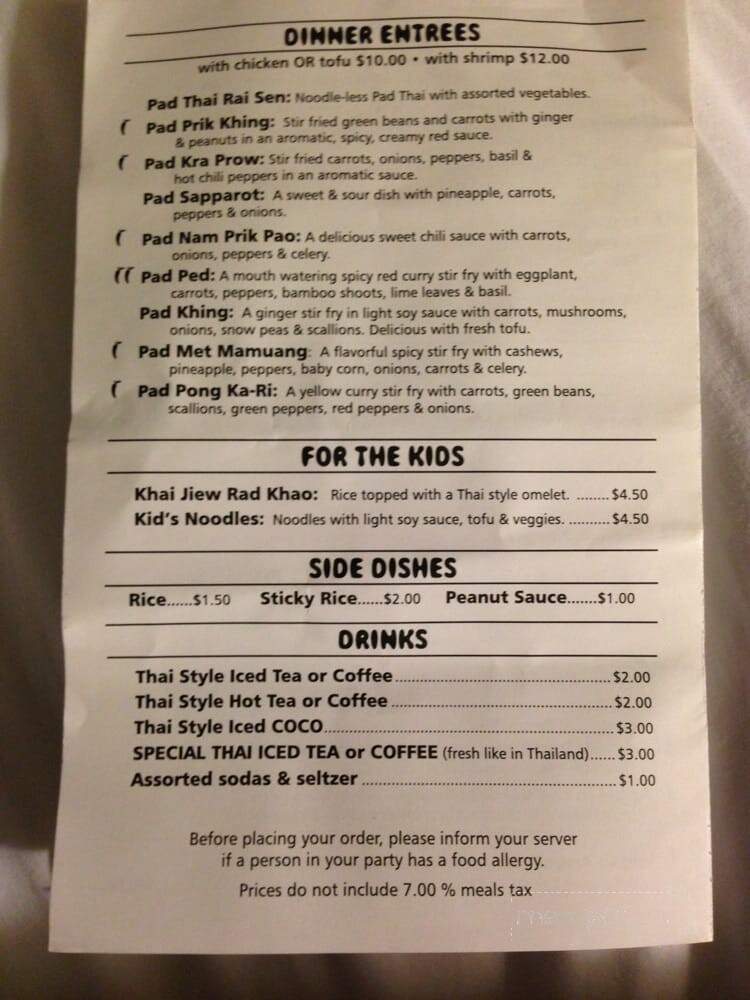 DINNER ENTREES
with chicken OR tofu $10.00 • with shrimp $12.00
Pad Thai Rai Sen: Noodle-less Pad Thai with assorted vegetables.
Pad Prik Khing: Stir fried green beans and carrots with ginger
& peanuts in an aromatic, spicy, creamy red sauce.
Pad Kra Prow: Stir fried carrots, onions, peppers, basil &
hot chili peppers in an aromatic sauce.
Pad Sapparot: A sweet & sour dish with pineapple, carrots,
peppers & onions.
Pad Nam Prik Pao: A delicious sweet chili sauce with carrots,
onions, peppers & celery.
Pad Ped: A mouth watering spicy red curry stir fry with eggplant,
carrots, peppers, bamboo shoots, lime leaves & basil.
Pad Khing: A ginger stir fry in light soy sauce with carrots, mushrooms,
onions, snow peas & scallions. Delicious with fresh tofu.
Pad Met Mamuang: A flavorful spicy stir fry with cashews,
pineapple, peppers, baby corn, onions, carrots & celery.
Pad Pong Ka-Ri: A yellow curry stir fry with carrots, green beans,
scallions, green peppers, red peppers & onions.
FOR THE KIDS
Khai Jiew Rad Khao: Rice topped with a Thai style omelet. ........ $4.50
Kid's Noodles: Noodles with light soy sauce, tofu & veggies. .......... $4.50
SIDE DISHES
Rice......$1.50 Sticky Rice......$2.00 Peanut Sauce.......$1.00
DRINKS
Thai Style Iced Tea or Coffee.................................................... $2.00
Thai Style Hot Tea or Coffee ..................................................... $2.00
Thai Style Iced COCO................................................................. $3.00
SPECIAL THAI ICED TEA or COFFEE (fresh like in Thailand)...... $3.00
Assorted sodas & seltzer ............................................................ $1.00
Before placing your order, please inform your server
if a person in your party has a food allergy.
Prices do not include 7.00 % meals tax